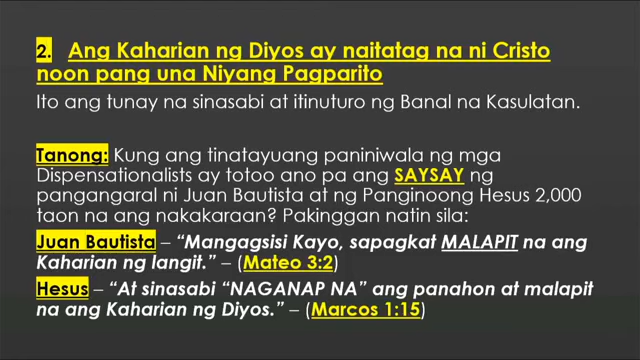 2. Ang Kaharian ng Diyos ay naitatag na ni Cristo
noon pang una Niyang Pagparito
Ito ang tunay na sinasabi at itinuturo ng Banal na Kasulatan.
Tanong: Kung ang tinatayuang paniniwala ng mga
Dispensationalists ay totoo ano pa ang SAYSAY ng
pangangaral ni Juan Bautista at ng Panginoong Hesus 2,000
taon na ang nakakaraan? Pakinggan natin sila:
Juan Bautista – “Mangagsisi Kayo, sapagkat MALAPIT na ang
Kaharian ng langit.” – (Mateo 3:2)
Hesus – “At sinasabi “NAGANAP NA” ang panahon at malapit
na ang Kaharian ng Diyos.” – (Marcos 1:15)